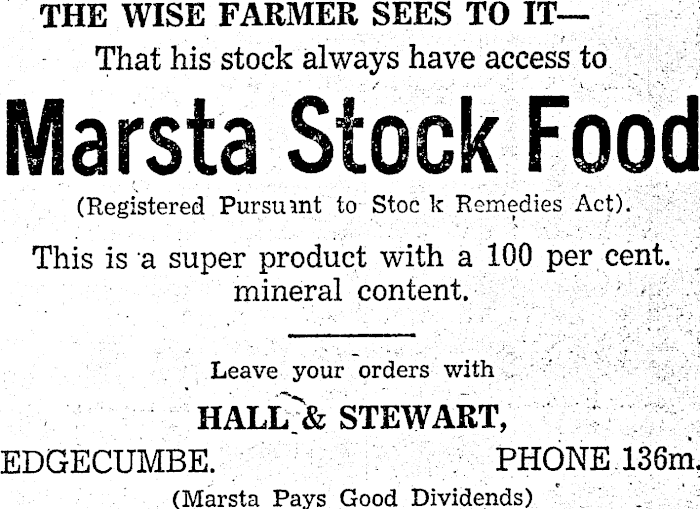 THE WISE FARMER SEES TO IT—
That his stock always have access to
Marsta Stock Food
(Registered Pursuant to Stock Remedies Act).
This is a super product with a 100 per cent.
mineral content.
Leave your orders with
HALL & STEWART,
EDGECUMBE. PHONE 136m.
(Marsta Pays Good Dividends)